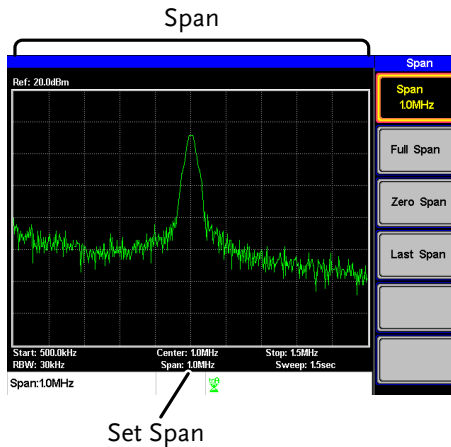 Span
Span
Ref: 20.0dBm
Span
1.0MHz
Full Span
Zero Span
Last Span
Start: 500.0kHz Center: 1.0MHz Stop: 1.5MHz
RBW: 30kHz Span: 1.0MHz Sweep: 1.5sec
Span:1.0MHz
Set Span